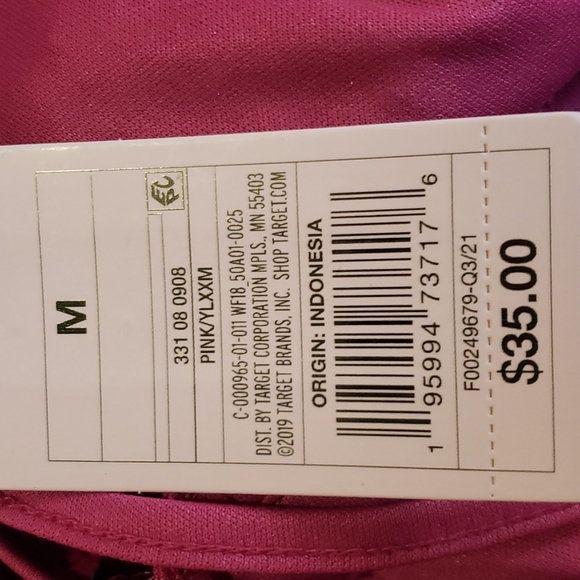 M
331 08 0908
PINK/YLXXM
C-000965-01-011 WF18_50A01-0025
DIST. BY TARGET CORPORATION MPLS., MN 55403
©2019 TARGET BRANDS, INC. SHOP TARGET.COM
ORIGIN: INDONESIA
1 95994 73717 6
F00249679-Q3/21
$35.00